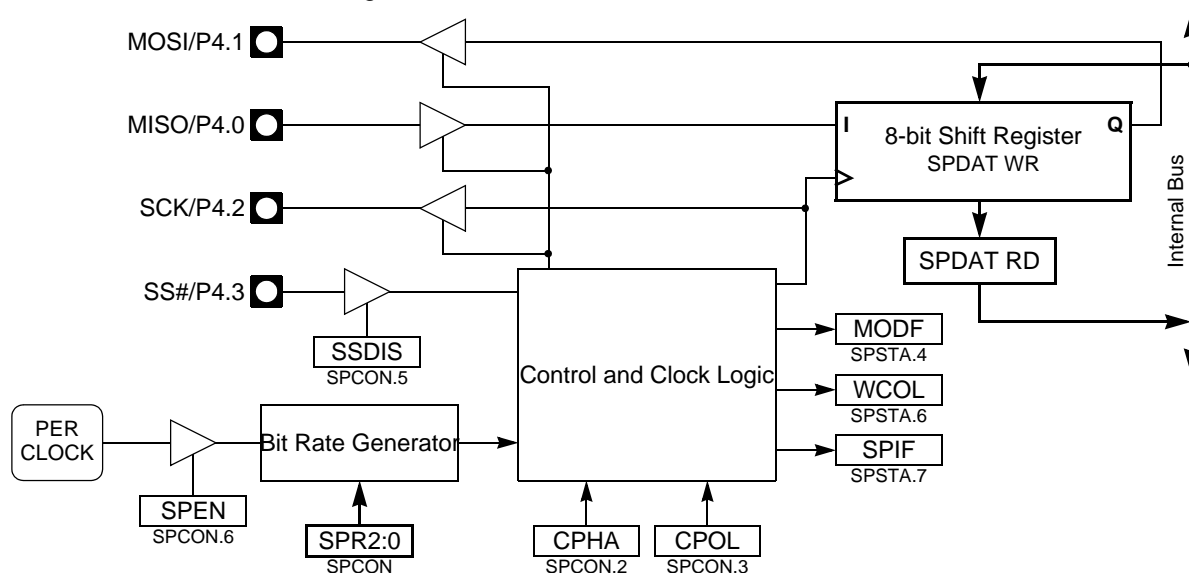 MOSI/P4.1
MISO/P4.0
SCK/P4.2
SS#/P4.3
I
8-bit Shift Register
SPDAT WR
Q
Internal Bus
SPDAT RD
SSDIS
SPCON.5
Control and Clock Logic
MODF
SPSTA.4
WCOL
SPSTA.6
SPIF
SPSTA.7
PER
CLOCK
Bit Rate Generator
SPEN
SPCON.6
SPR2:0
SPCON
CPHA
SPCON.2
CPOL
SPCON.3